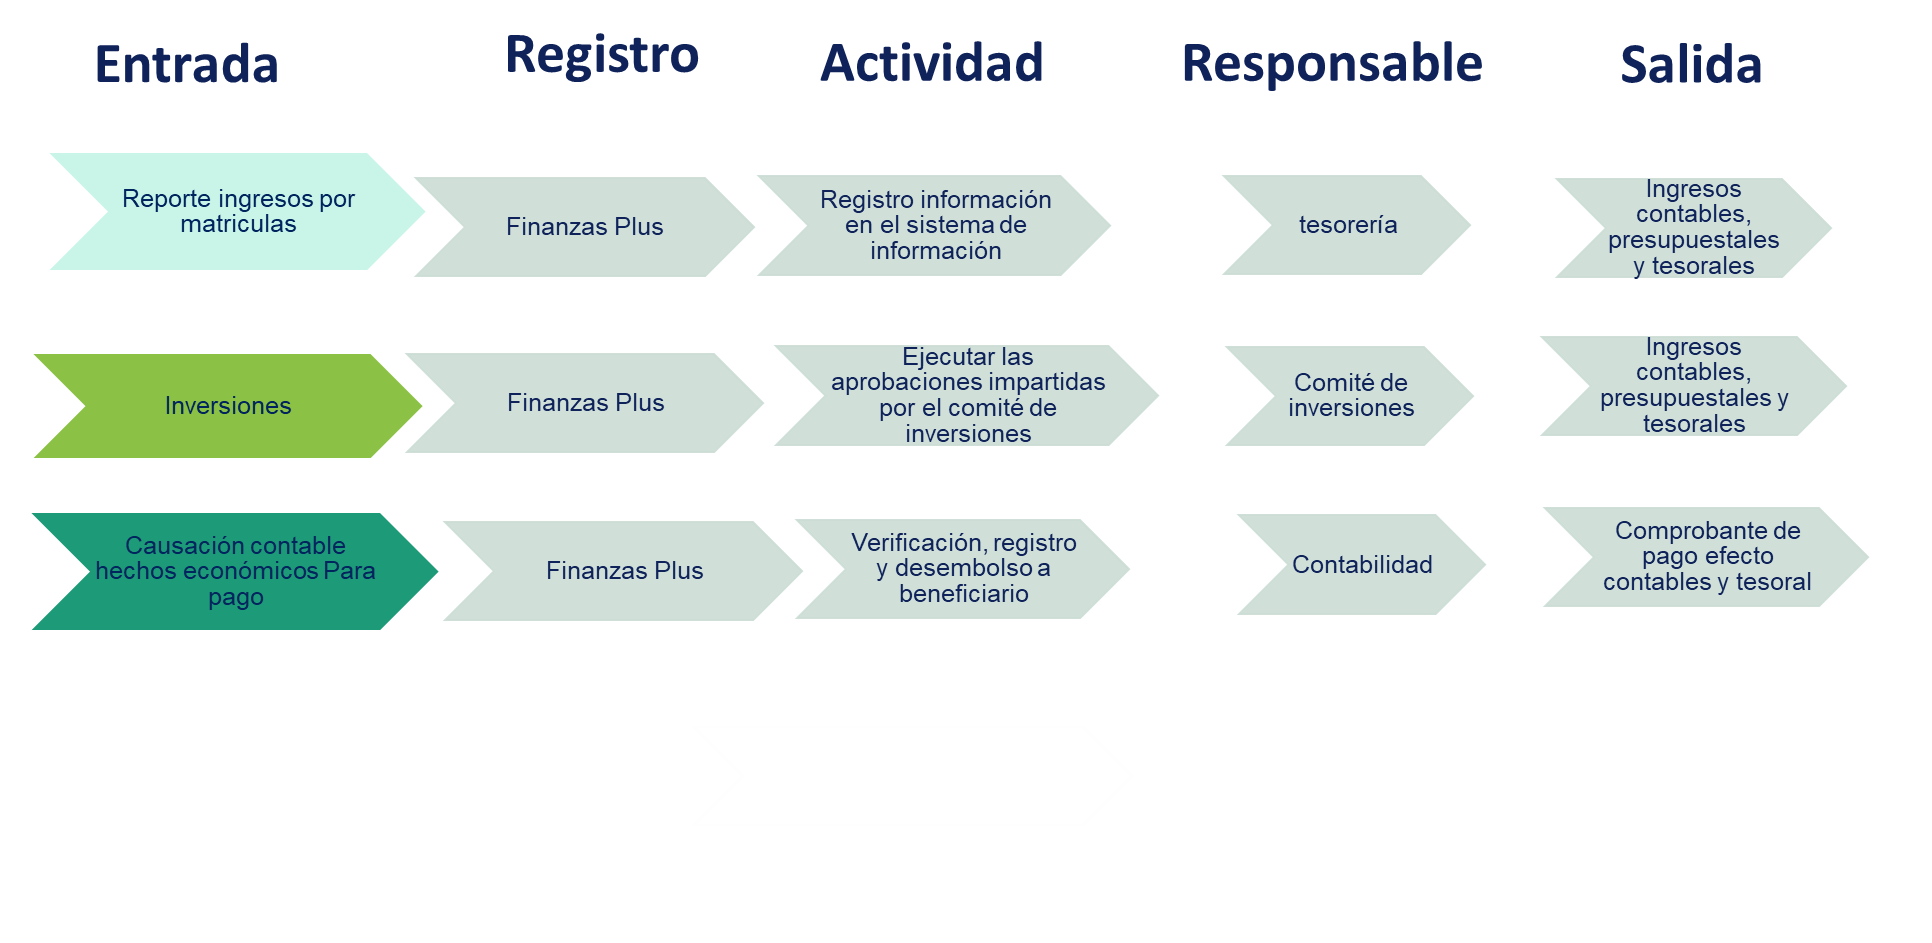 Entrada
Registro
Actividad
Responsable
Salida
Reporte ingresos por
matriculas
Finanzas Plus
Registro información
en el sistema de
información
tesorería
Ingresos
contables,
presupuestales
y tesorales
Inversiones
Finanzas Plus
Ejecutar las
aprobaciones impartidas
por el comité de
inversiones
Comité de
inversiones
Ingresos
contables,
presupuestales y
tesorales
Causación contable
hechos económicos Para
pago
Finanzas Plus
Verificación, registro
y desembolso a
beneficiario
Contabilidad
Comprobante de
pago efecto
contables y tesoral